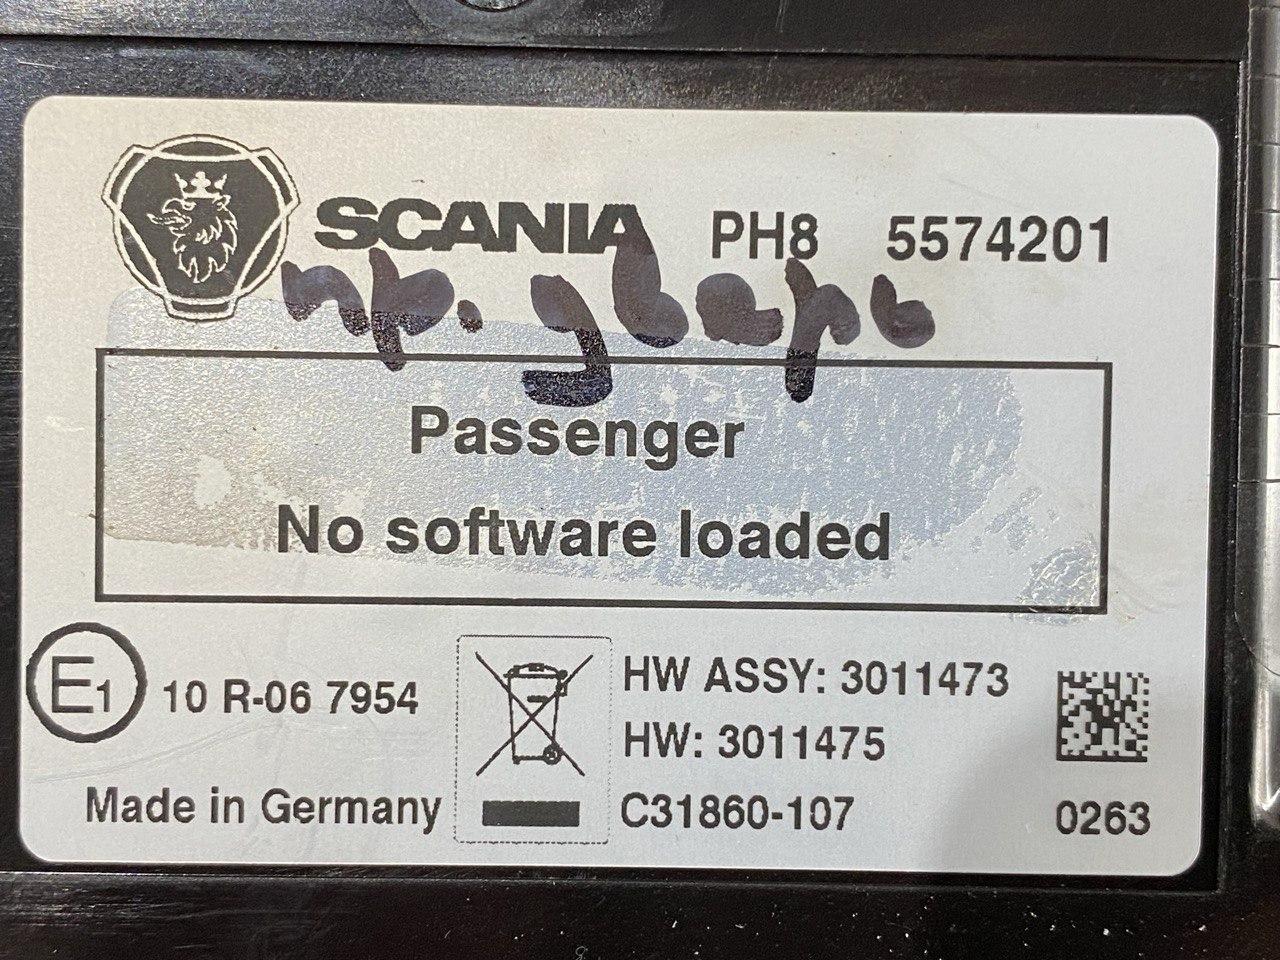 SCANIA PH8 5574201
пр. дверь
Passenger
No software loaded
E1 10 R-06 7954
HW ASSY: 3011473
HW: 3011475
Made in Germany
C31860-107
0263